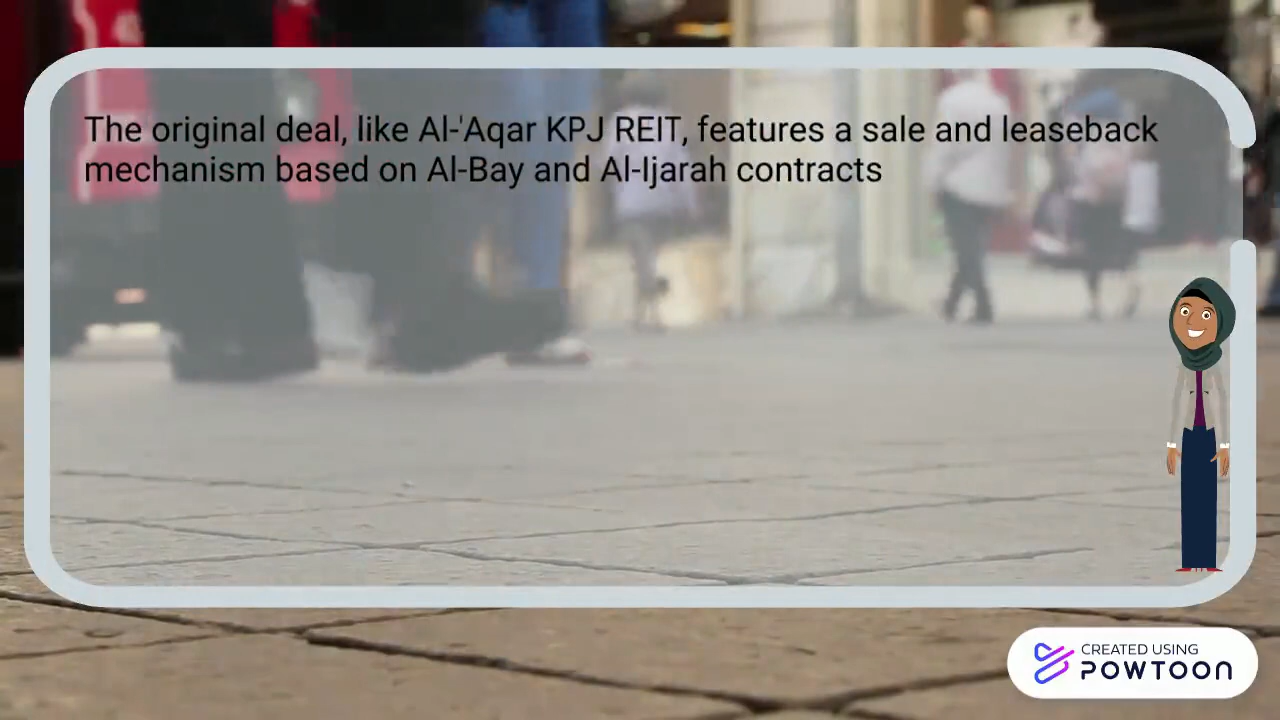 The original deal, like Al-'Aqar KPJ REIT, features a sale and leaseback
mechanism based on Al-Bay and Al-Ijarah contracts
CREATED USING
POWTOON